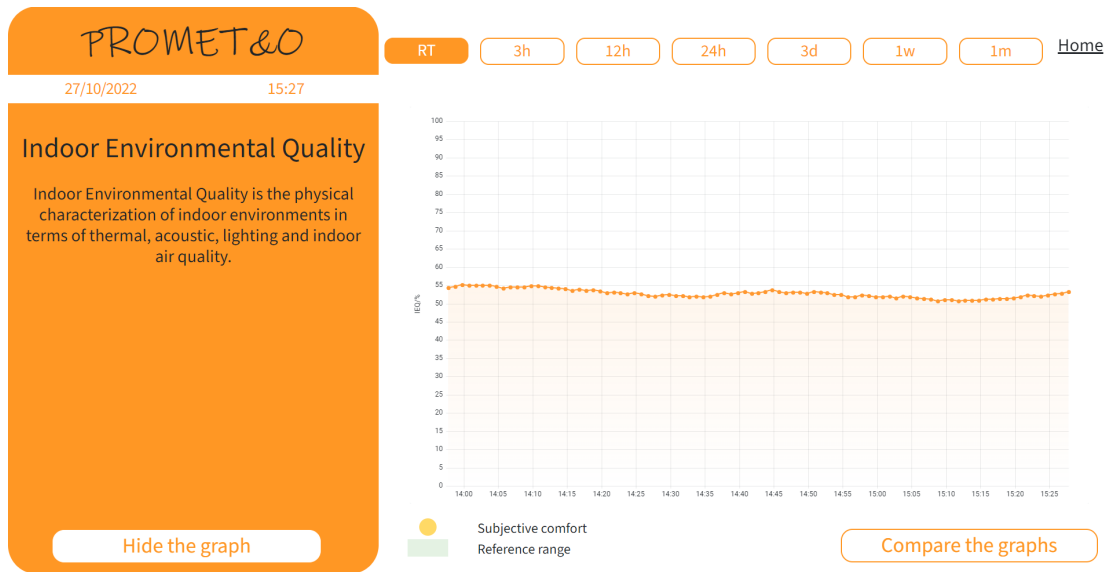 PROMET&O
27/10/2022 15:27
Indoor Environmental Quality
Indoor Environmental Quality is the physical
characterization of indoor environments in
terms of thermal, acoustic, lighting and indoor
air quality.
Hide the graph
RT 3h 12h 24h 3d 1w 1m Home
100
95
90
85
80
75
70
65
60
55
50
45
40
35
30
25
20
15
10
5
0
IEQ/%
14:00 14:05 14:10 14:15 14:20 14:25 14:30 14:35 14:40 14:45 14:50 14:55 15:00 15:05 15:10 15:15 15:20 15:25
Subjective comfort
Reference range
Compare the graphs